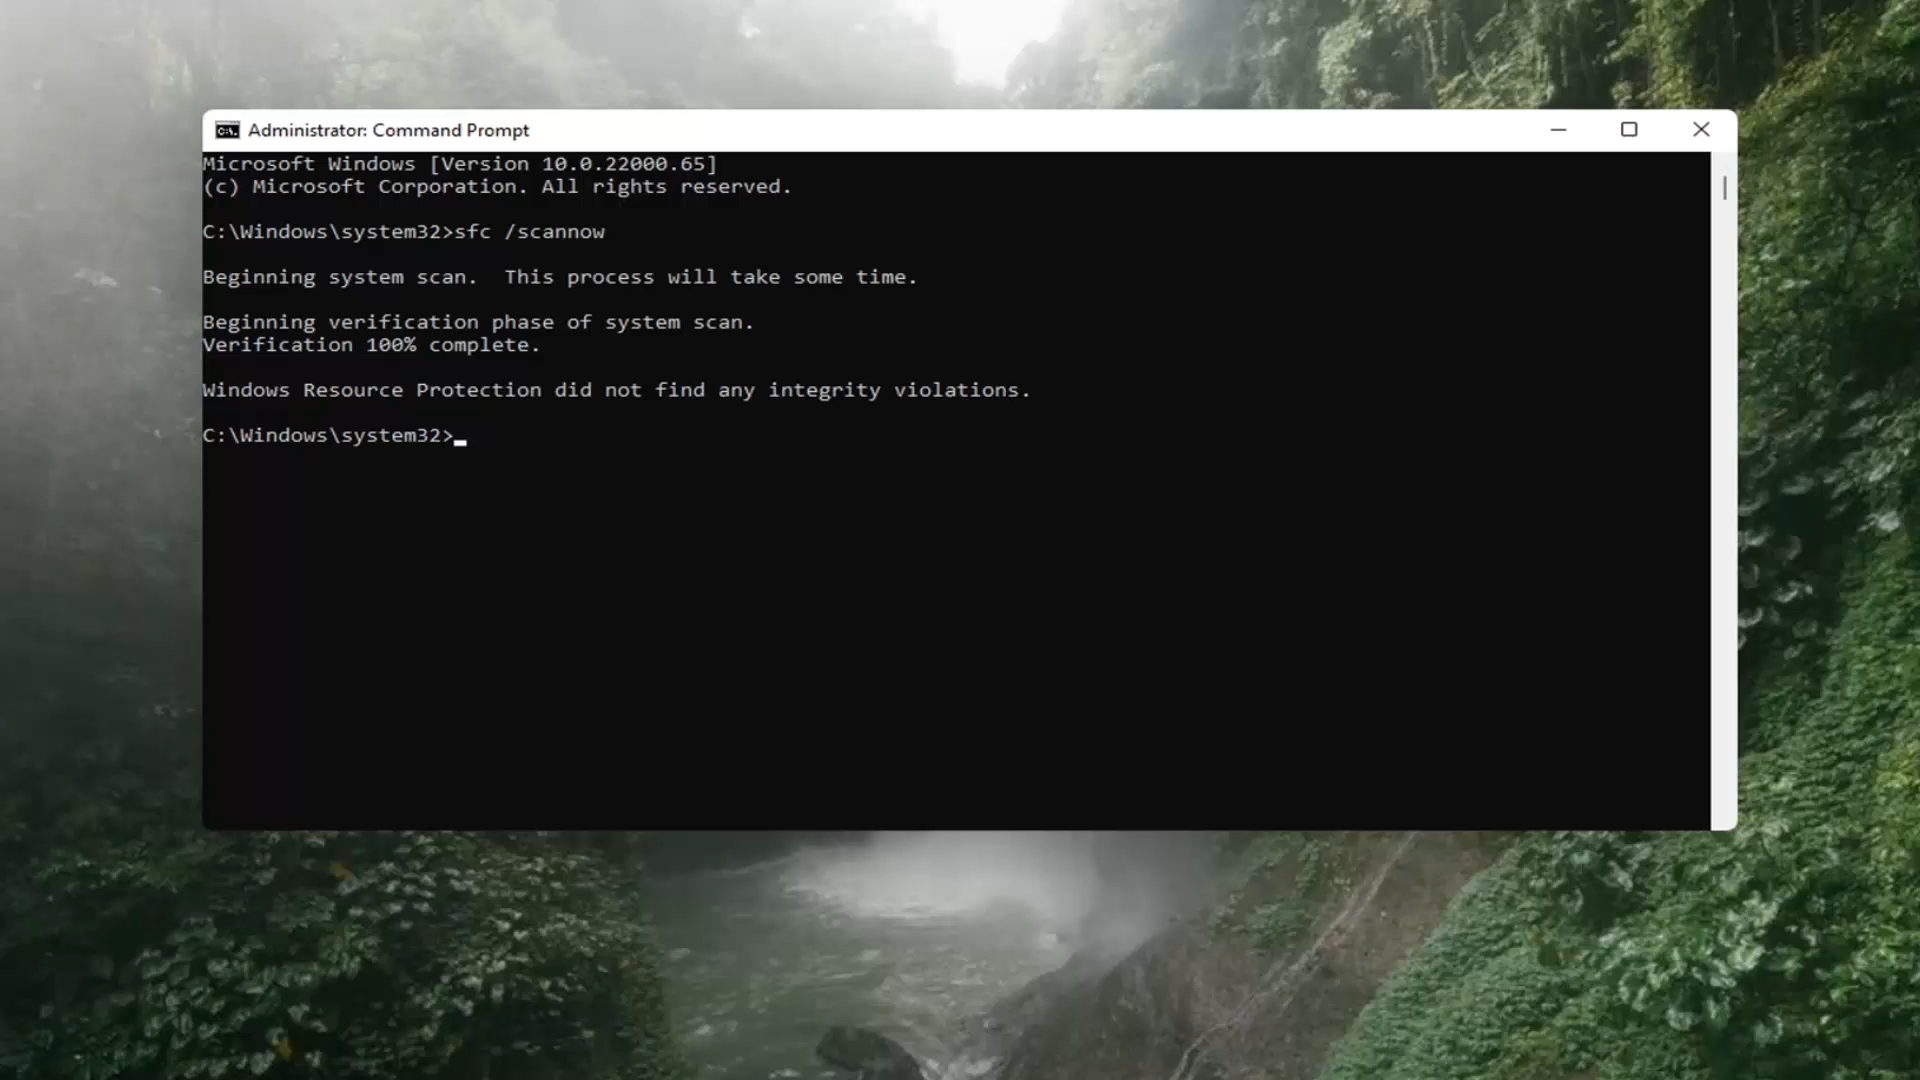 Administrator: Command Prompt
Microsoft Windows [Version 10.0.22000.65]
(c) Microsoft Corporation. All rights reserved.
C:\Windows\system32>sfc /scannow
Beginning system scan.  This process will take some time.
Beginning verification phase of system scan.
Verification 100% complete.
Windows Resource Protection did not find any integrity violations.
C:\Windows\system32>